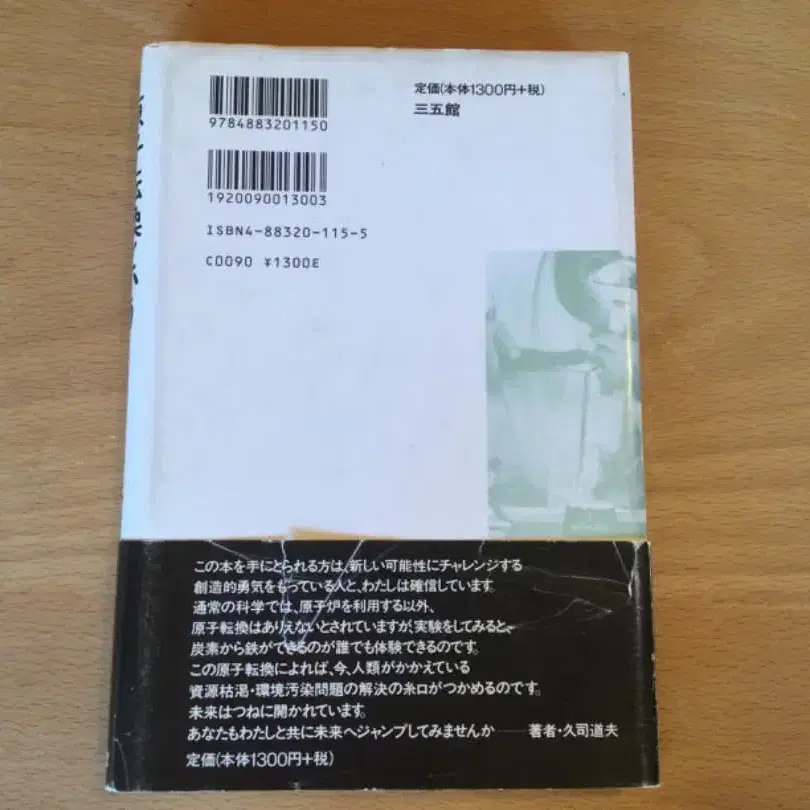 定価(本体1300円+税)
三五館
9784883201150
1920090013003
ISBN4-88320-115-5
C0090 ¥1300E
この本を手にとられる方は、新しい可能性にチャレンジする
創造的勇気をもっている人と、わたしは確信しています。
通常の科学では、原子炉を利用する以外、
原子転換はありえないとされていますが、実験をしてみると、
炭素から鉄ができるのが誰でも体験できるのです。
この原子転換によれば、今、人類がかかえている
資源枯渇・環境汚染問題の解決の糸口がつかめるのです。
未来はつねに開かれています。
あなたもわたしと共に未来へジャンプしてみませんか――著者・久司道夫
定価(本体1300円+税)